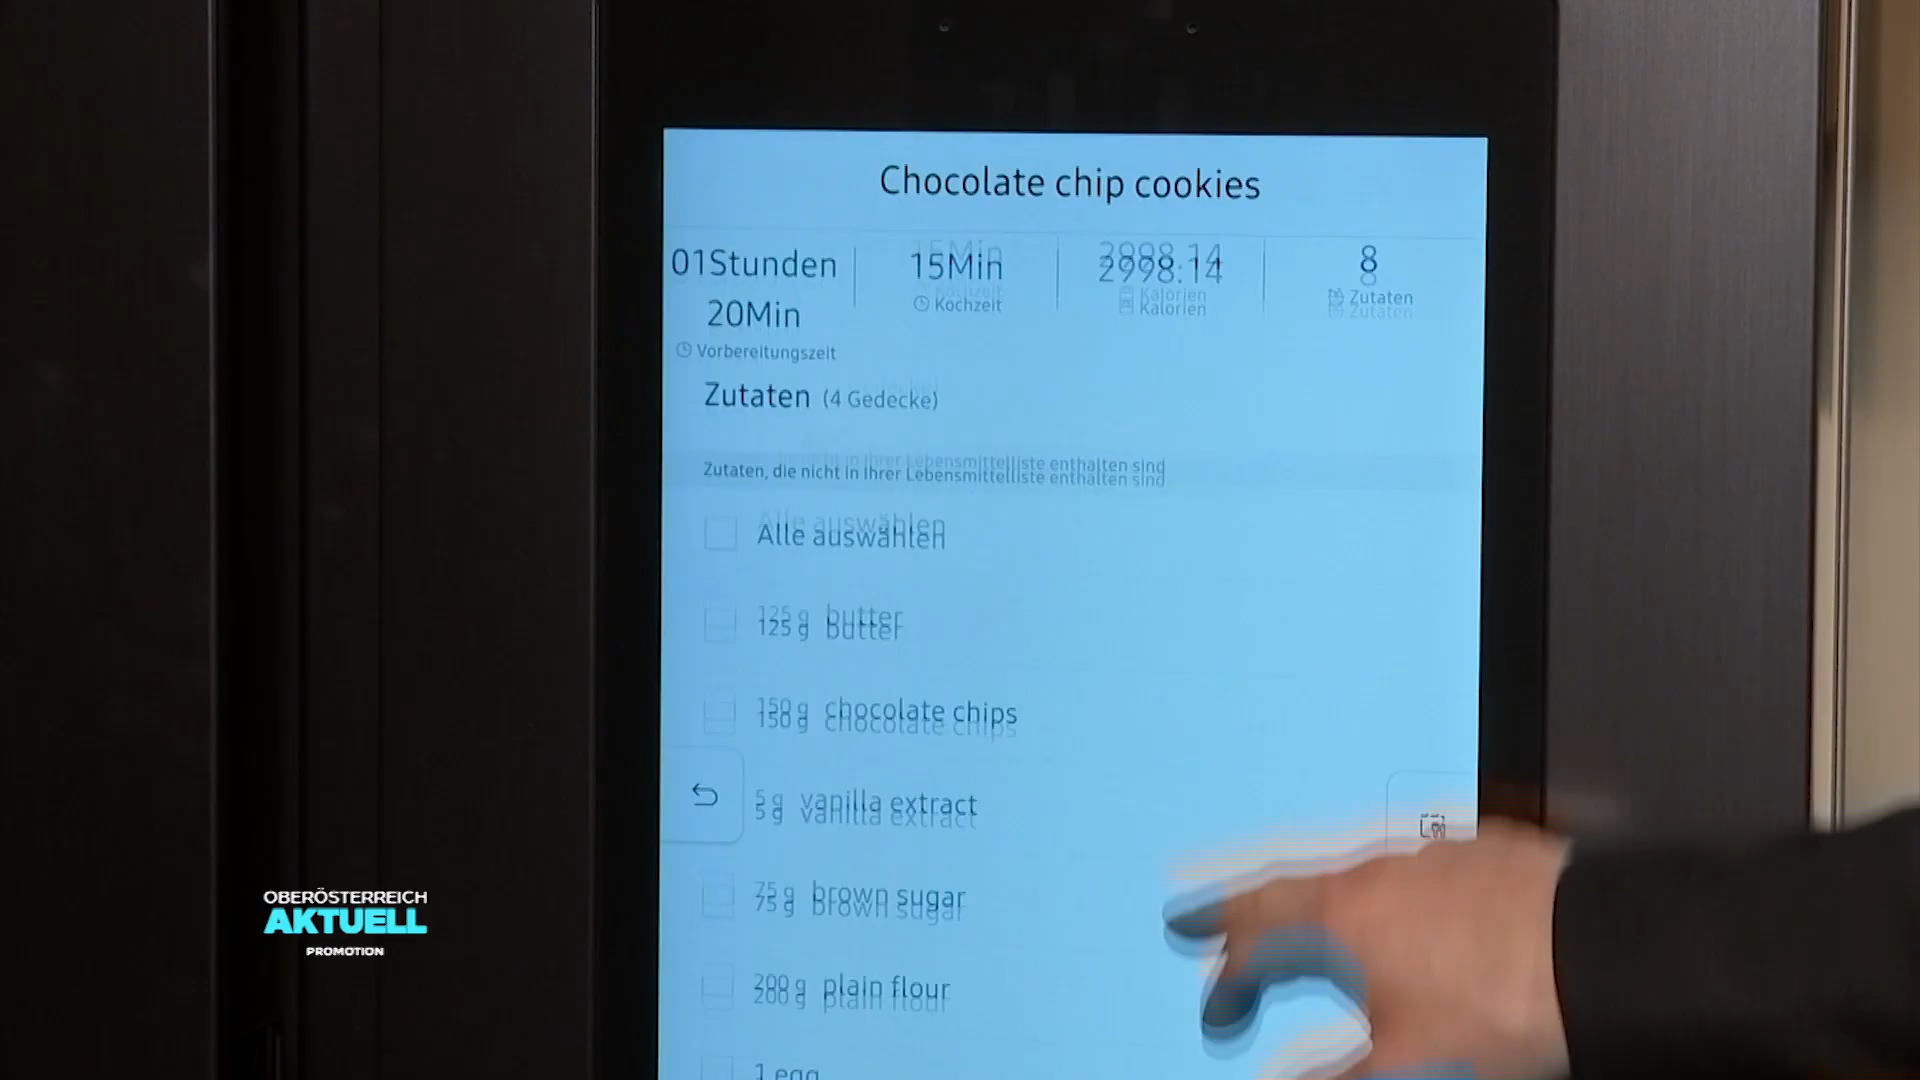 Chocolate chip cookies
01Stunden
20Min
Vorbereitungszeit
15Min
Kochzeit
2998.14
Kalorien
8
Zutaten
Zutaten (4 Gedecke)
Zutaten, die nicht in Ihrer Lebensmittelliste enthalten sind
Alle auswählen
125 g butter
150 g chocolate chips
5 g vanilla extract
75 g brown sugar
200 g plain flour
1 egg
OBERÖSTERREICH
AKTUELL
PROMOTION